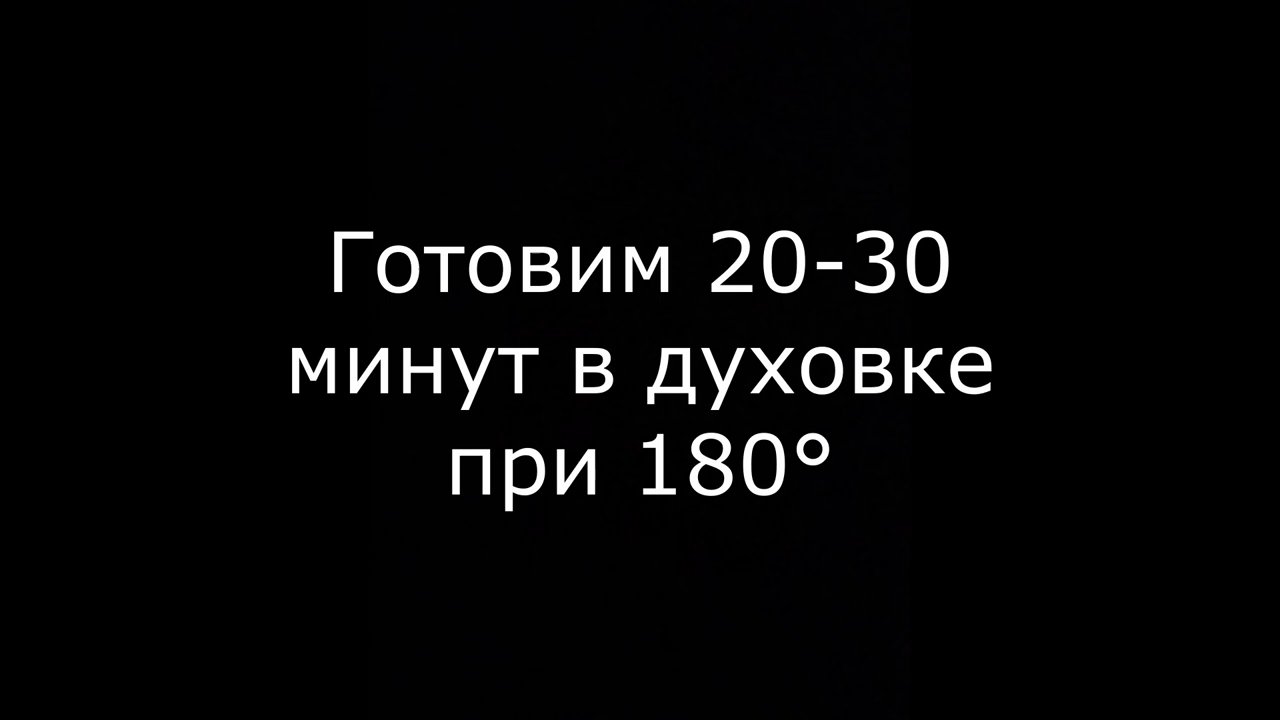 Готовим 20-30
минут в духовке
при 180°